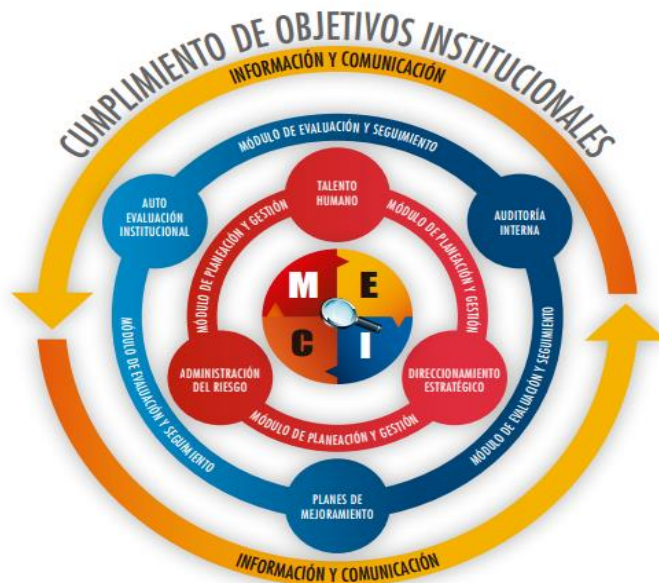 CUMPLIMIENTO DE OBJETIVOS INSTITUCIONALES
INFORMACIÓN Y COMUNICACIÓN
MÓDULO DE EVALUACIÓN Y SEGUIMIENTO
AUTO
EVALUACIÓN
INSTITUCIONAL
TALENTO
HUMANO
AUDITORÍA
INTERNA
MÓDULO DE PLANEACIÓN Y GESTIÓN
MÓDULO DE PLANEACIÓN Y GESTIÓN
M E
C I
ADMINISTRACIÓN
DEL RIESGO
DIRECCIONAMIENTO
ESTRATÉGICO
MÓDULO DE PLANEACIÓN Y GESTIÓN
MÓDULO DE EVALUACIÓN Y SEGUIMIENTO
MÓDULO DE EVALUACIÓN Y SEGUIMIENTO
PLANES DE
MEJORAMIENTO
INFORMACIÓN Y COMUNICACIÓN